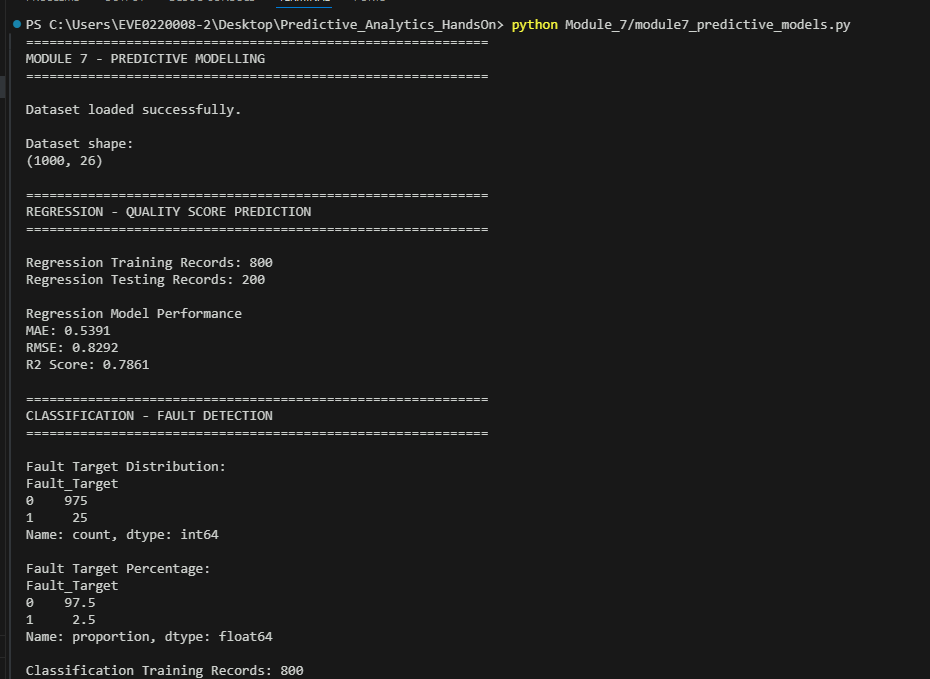 PS C:\Users\EVE0220008-2\Desktop\Predictive_Analytics_HandsOn> python Module_7/module7_predictive_models.py
============================================================
MODULE 7 - PREDICTIVE MODELLING
============================================================
Dataset loaded successfully.
Dataset shape:
(1000, 26)
============================================================
REGRESSION - QUALITY SCORE PREDICTION
============================================================
Regression Training Records: 800
Regression Testing Records: 200
Regression Model Performance
MAE: 0.5391
RMSE: 0.8292
R2 Score: 0.7861
============================================================
CLASSIFICATION - FAULT DETECTION
============================================================
Fault Target Distribution:
Fault_Target
0    975
1     25
Name: count, dtype: int64
Fault Target Percentage:
Fault_Target
0    97.5
1     2.5
Name: proportion, dtype: float64
Classification Training Records: 800